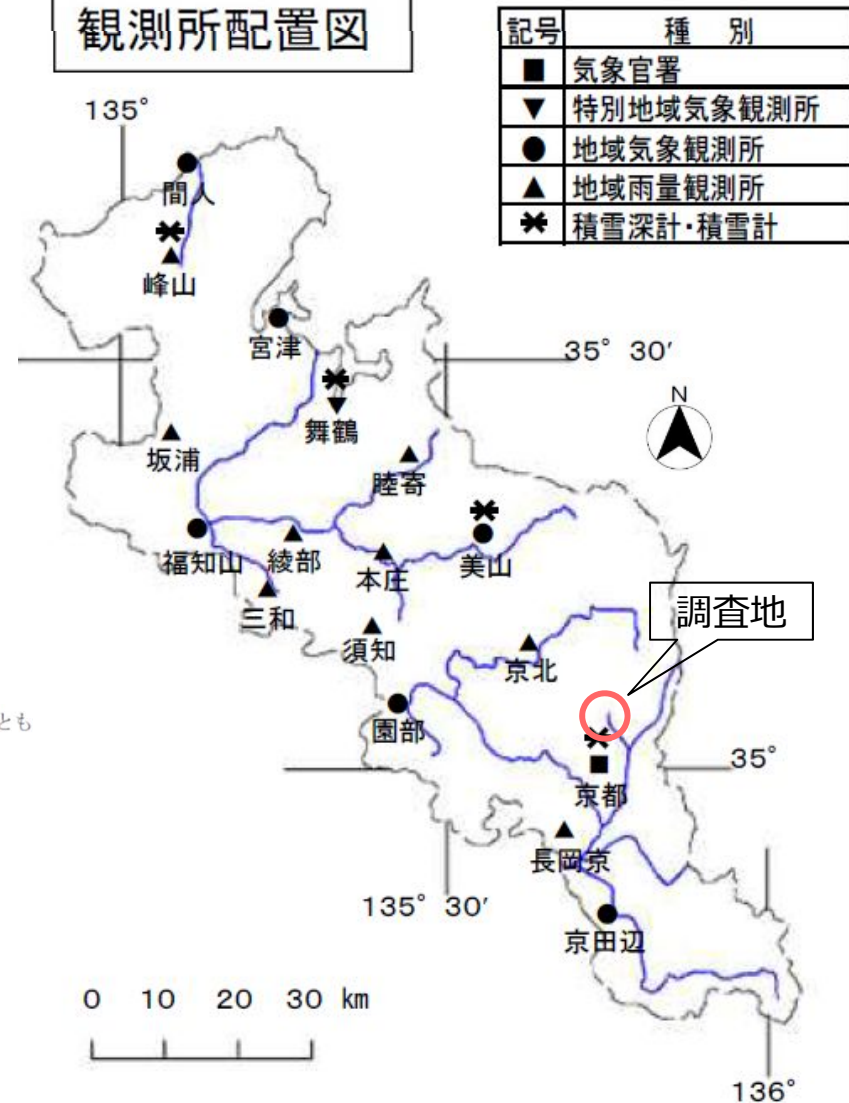 観測所配置図
記号 種 別
■ 気象官署
▼ 特別地域気象観測所
● 地域気象観測所
▲ 地域雨量観測所
積雪深計・積雪計
135°
間人
峰山
宮津
35° 30′
舞鶴
N
坂浦
睦寄
福知山
綾部
本庄
美山
三和
調査地
須知
京北
とも
園部
35°
京都
長岡京
135° 30′
京田辺
0 10 20 30 km
136°